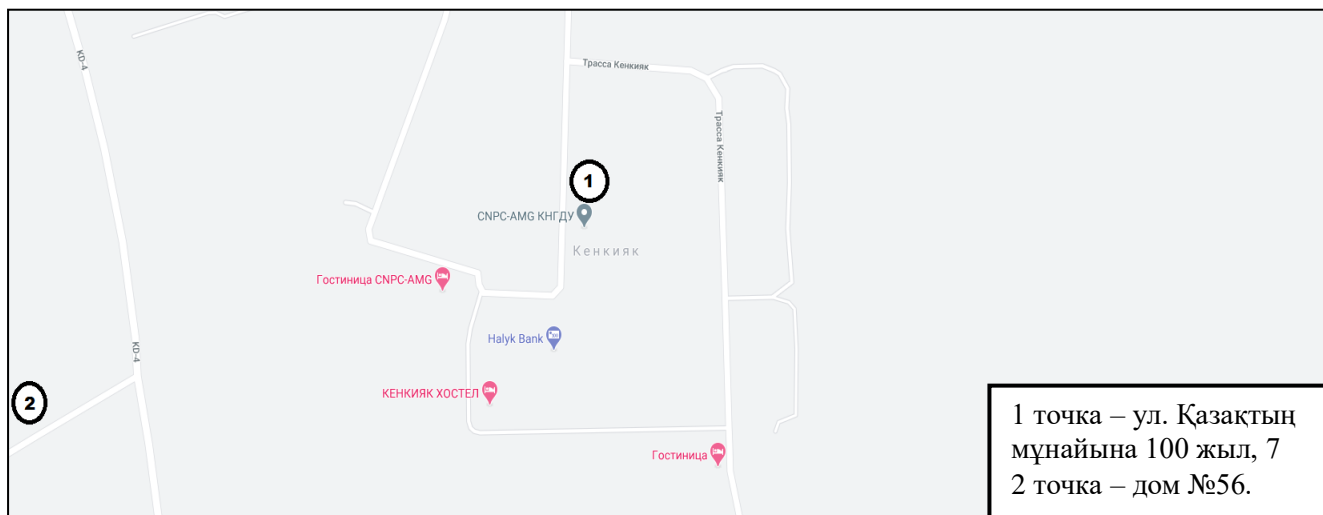 KD-4
Трасса Кенкияк
Трасса Кенкияк
1
CNPC-AMG КНГДУ
Кенкияк
Гостиница CNPC-AMG
Halyk Bank
KD-4
2
КЕНКИЯК ХОСТЕЛ
Гостиница
1 точка – ул. Қазақтың
мұнайына 100 жыл, 7
2 точка – дом №56.